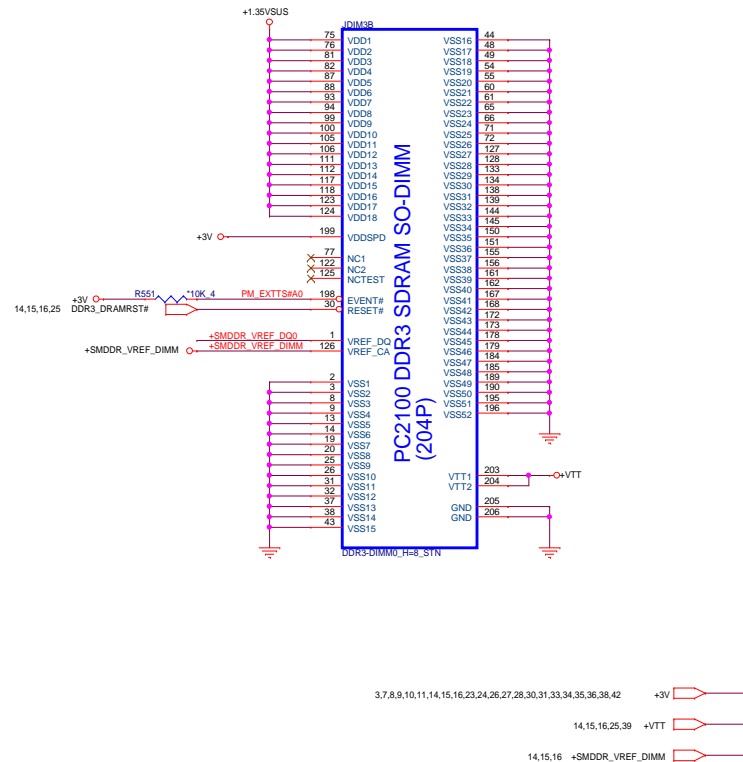 +1.35VSUS
JDIM3B
75 VDD1 VSS16 44
76 VDD2 VSS17 48
81 VDD3 VSS18 49
82 VDD4 VSS19 54
87 VDD5 VSS20 55
88 VDD6 VSS21 60
93 VDD7 VSS22 61
94 VDD8 VSS23 65
99 VDD9 VSS24 66
100 VDD10 VSS25 71
105 VDD11 VSS26 72
106 VDD12 VSS27 127
111 VDD13 VSS28 128
112 VDD14 VSS29 133
117 VDD15 VSS30 134
118 VDD16 VSS31 138
123 VDD17 VSS32 139
124 VDD18 VSS33 144
VSS34 145
+3V 199 VDDSPD VSS35 150
VSS36 151
77 NC1 VSS37 155
122 NC2 VSS38 156
125 NCTEST VSS39 161
VSS40 162
+3V R551 *10K_4 PM_EXTTS#A0 198 EVENT# VSS41 167
14,15,16,25 DDR3_DRAMRST# 30 RESET# VSS42 168
VSS43 172
VSS44 173
+SMDDR_VREF_DQ0 1 VREF_DQ VSS45 178
+SMDDR_VREF_DIMM +SMDDR_VREF_DIMM 126 VREF_CA VSS46 179
VSS47 184
VSS48 185
2 VSS1 VSS49 189
3 VSS2 VSS50 190
8 VSS3 VSS51 195
9 VSS4 VSS52 196
13 VSS5
14 VSS6
19 VSS7
20 VSS8
25 VSS9
26 VSS10 VTT1 203 +VTT
31 VSS11 VTT2 204
32 VSS12
37 VSS13 GND 205
38 VSS14 GND 206
43 VSS15
PC2100 DDR3 SDRAM SO-DIMM
(204P)
DDR3-DIMM0_H=8_STN
3,7,8,9,10,11,14,15,16,23,24,26,27,28,30,31,33,34,35,36,38,42 +3V
14,15,16,25,39 +VTT
14,15,16 +SMDDR_VREF_DIMM